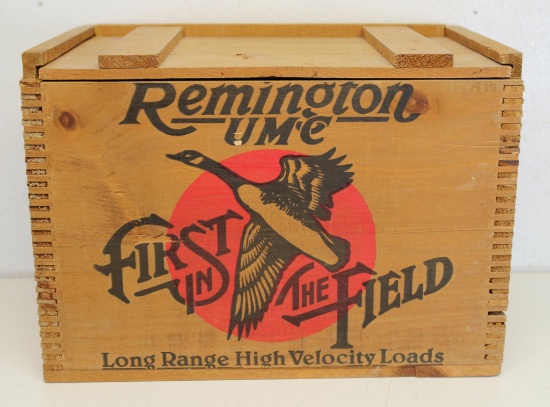 Remington
UMC
FIRST
IN THE FIELD
Long Range High Velocity Loads